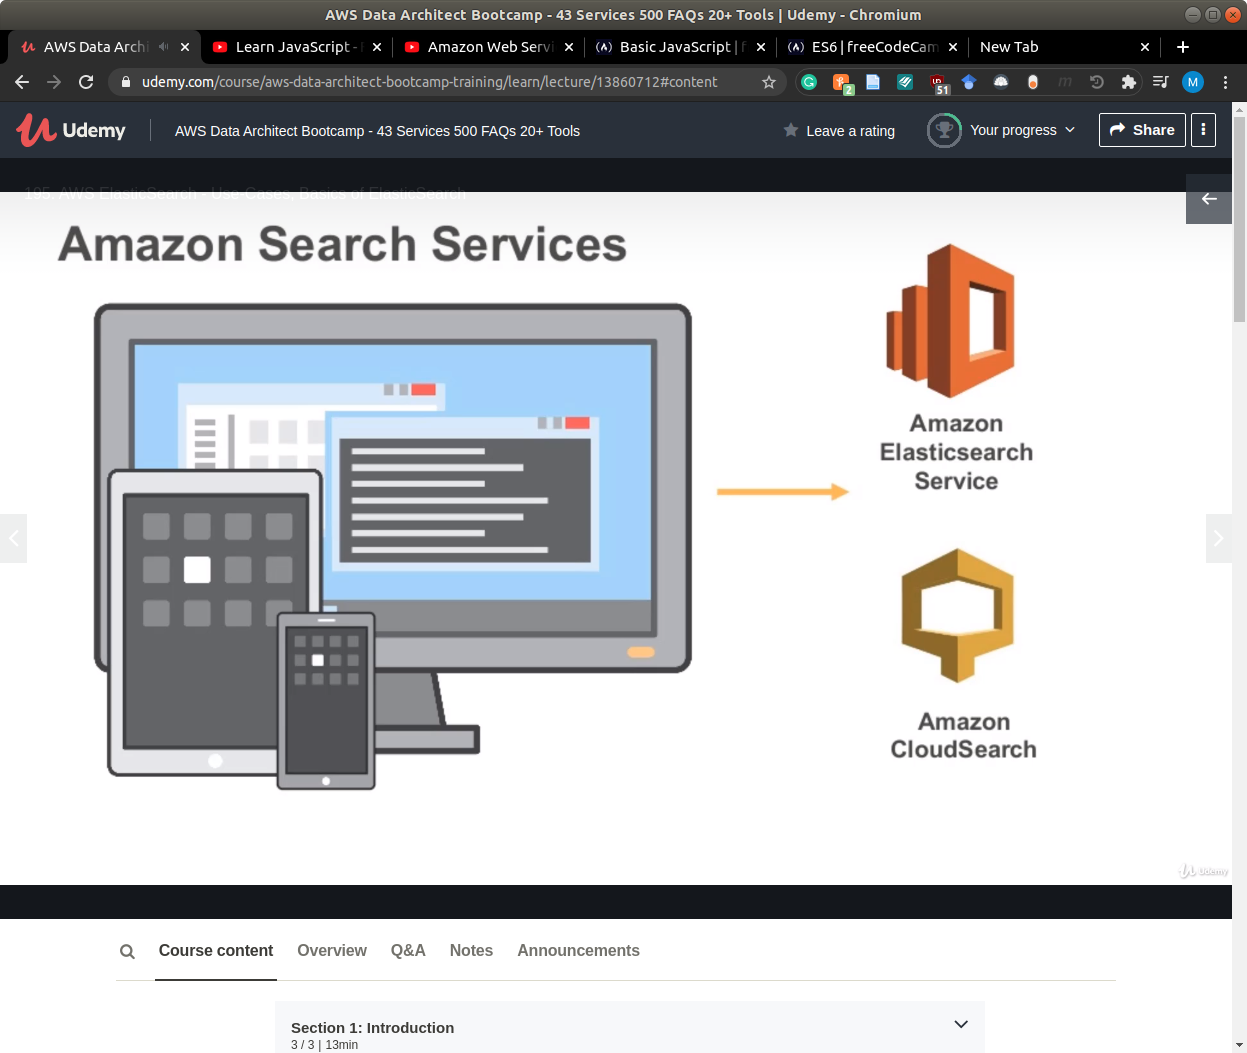 AWS Data Architect Bootcamp - 43 Services 500 FAQs 20+ Tools | Udemy - Chromium
AWS Data Archi
Learn JavaScript -
Amazon Web Servi
Basic JavaScript | f
ES6 | freeCodeCam
New Tab
udemy.com/course/aws-data-architect-bootcamp-training/learn/lecture/13860712#content
2
51
M
Udemy
AWS Data Architect Bootcamp - 43 Services 500 FAQs 20+ Tools
Leave a rating
Your progress
Share
195. AWS ElasticSearch - Use-Cases, Basics of ElasticSearch
Amazon Search Services
Amazon
Elasticsearch
Service
Amazon
CloudSearch
Udemy
Course content
Overview
Q&A
Notes
Announcements
Section 1: Introduction
3 / 3 | 13min